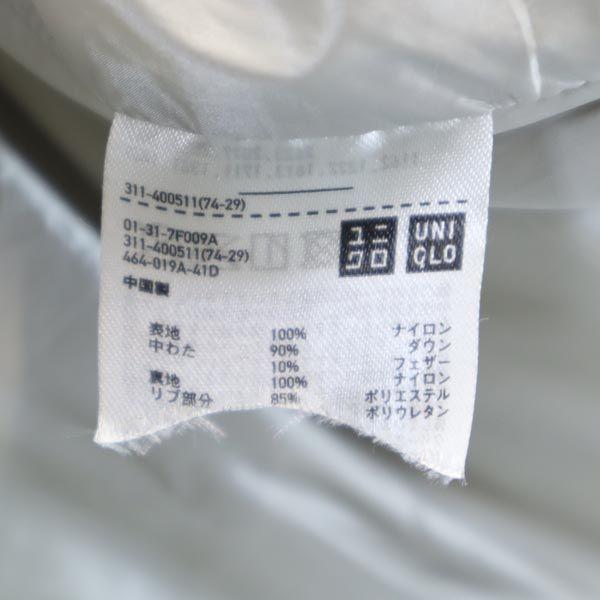 311-400511(74-29)
01-31-7F009A
311-400511(74-29)
464-019A-41D
中国製
ユニクロ
UNIQLO
表地 100% ナイロン
中わた 90% ダウン
10% フェザー
裏地 100% ナイロン
リブ部分 85% ポリエステル
ポリウレタン